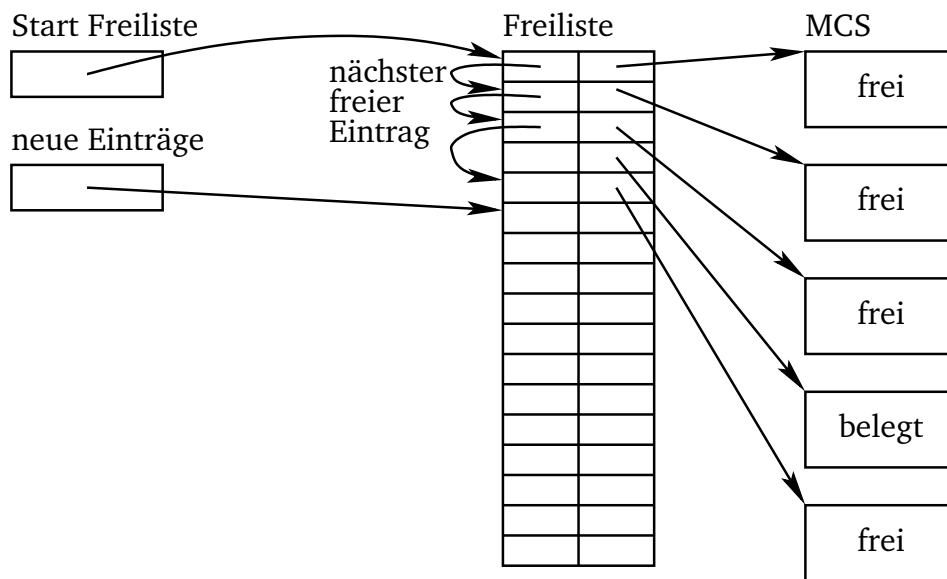 Start Freiliste
Freiliste
MCS
nächster
freier
Eintrag
neue Einträge
frei
frei
frei
belegt
frei